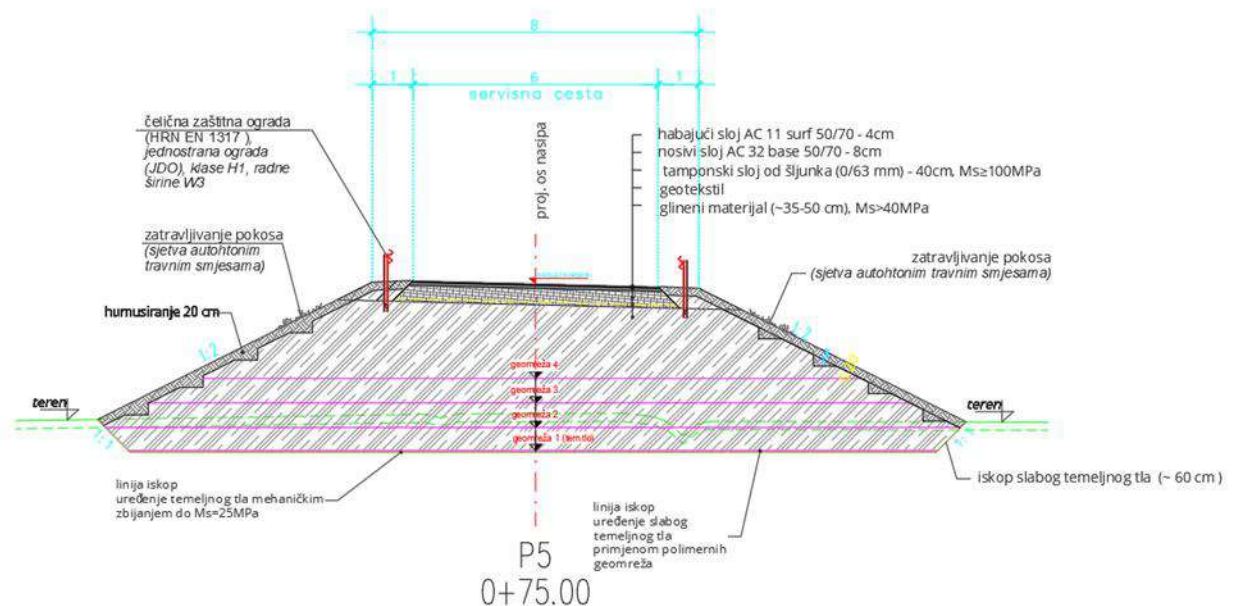 8
1
6
1
servisna cesta
čelična zaštitna ograda
(HRN EN 1317 ),
jednostrana ograda
(JDO), klase H1, radne
širine W3
proj. os nasipa
habajući sloj AC 11 surf 50/70 - 4cm
nosivi sloj AC 32 base 50/70 - 8cm
tamponski sloj od šljunka (0/63 mm) - 40cm, Ms≥100MPa
geotekstil
glineni materijal (~35-50 cm), Ms>40MPa
zatravljivanje pokosa
(sjetva autohtonim
travnim smjesama)
zatravljivanje pokosa
(sjetva autohtonim travnim smjesama)
humusiranje 20 cm
1:2
1:2
geomreža 4
geomreža 3
geomreža 2
geomreža 1 (tem.tlo)
teren
teren
1:1
1:1
iskop slabog temeljnog tla (~ 60 cm )
linija iskop
uređenje temeljnog tla mehaničkim
zbijanjem do Ms=25MPa
linija iskop
uređenje slabog
temeljnog tla
primjenom polimernih
geomreža
P5
0+75.00